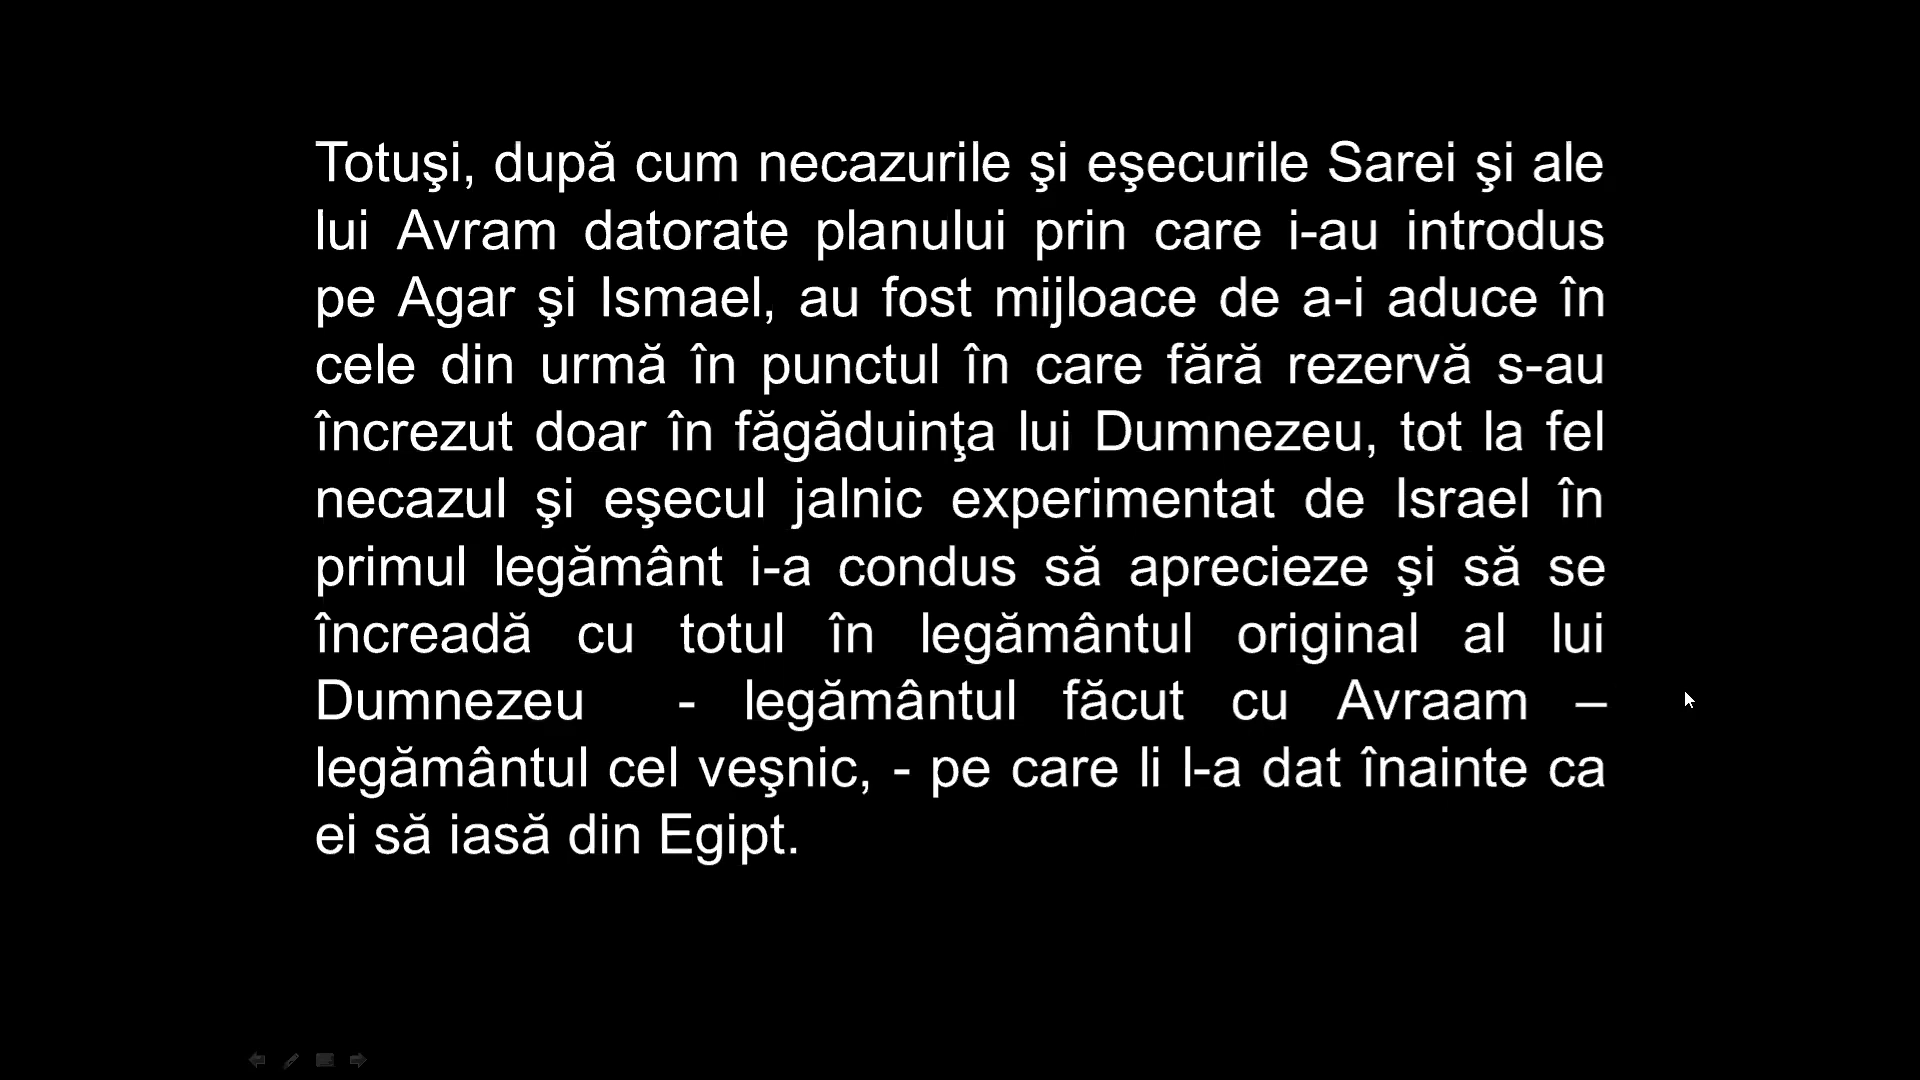 Totuşi, după cum necazurile şi eşecurile Sarei şi ale
lui Avram datorate planului prin care i-au introdus
pe Agar şi Ismael, au fost mijloace de a-i aduce în
cele din urmă în punctul în care fără rezervă s-au
încrezut doar în făgăduinţa lui Dumnezeu, tot la fel
necazul şi eşecul jalnic experimentat de Israel în
primul legământ i-a condus să aprecieze şi să se
încreadă cu totul în legământul original al lui
Dumnezeu - legământul făcut cu Avraam –
legământul cel veşnic, - pe care li l-a dat înainte ca
ei să iasă din Egipt.